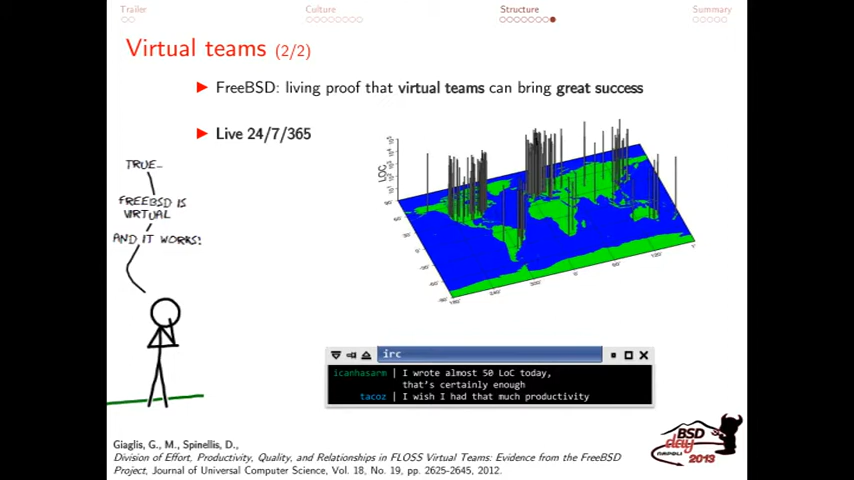 Trailer
Culture
Structure
Summary
Virtual teams (2/2)
FreeBSD: living proof that virtual teams can bring great success
Live 24/7/365
TRUE...
FREEBSD IS
VIRTUAL
AND IT WORKS!
LOC
irc
icanhasarm | I wrote almost 50 LoC today,
that's certainly enough
tacoz | I wish I had that much productivity
Giaglis, G., M., Spinellis, D.,
Division of Effort, Productivity, Quality, and Relationships in FLOSS Virtual Teams: Evidence from the FreeBSD
Project, Journal of Universal Computer Science, Vol. 18, No. 19, pp. 2625-2645, 2012.
BSD
day
NAPOLI
2013